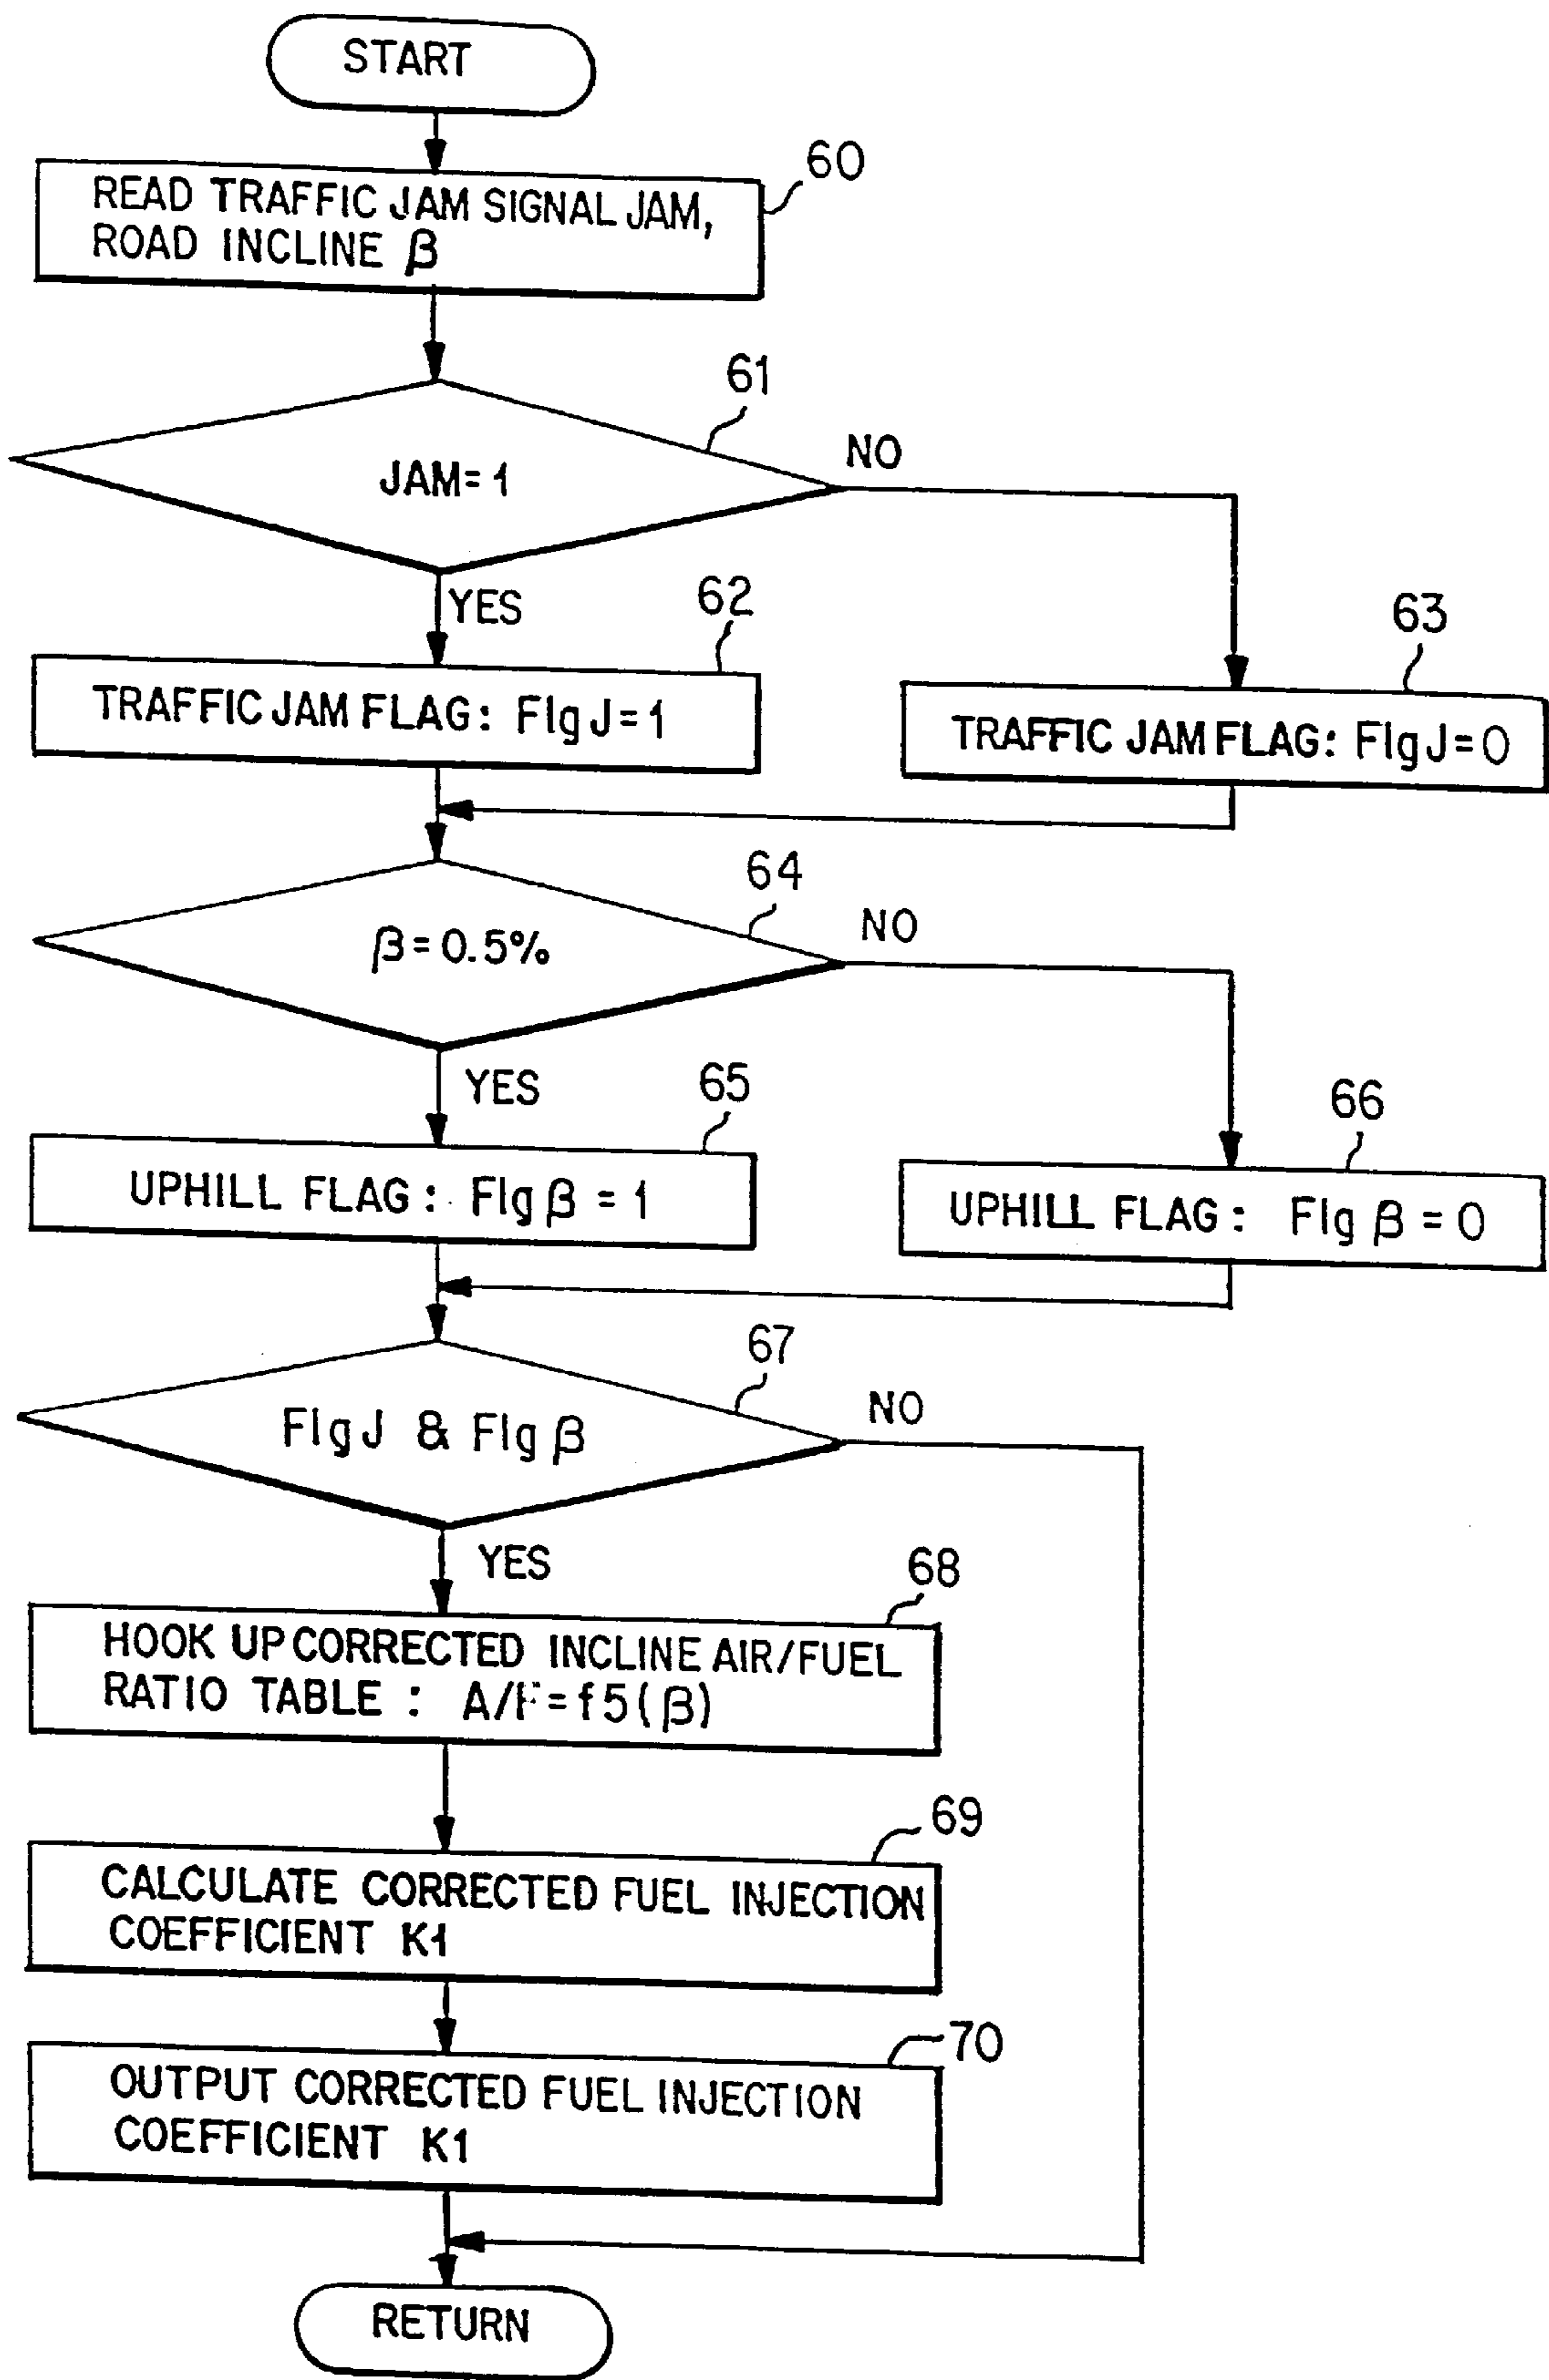 START
60
READ TRAFFIC JAM SIGNAL JAM,
ROAD INCLINE β
61
JAM=1
NO
YES
62
TRAFFIC JAM FLAG: FlgJ=1
63
TRAFFIC JAM FLAG: FlgJ=0
64
β=0.5%
NO
YES
65
UPHILL FLAG: Flgβ=1
66
UPHILL FLAG: Flgβ=0
67
FlgJ & Flgβ
NO
YES
68
HOOK UP CORRECTED INCLINE AIR/FUEL
RATIO TABLE : A/F=f5(β)
69
CALCULATE CORRECTED FUEL INJECTION
COEFFICIENT K1
70
OUTPUT CORRECTED FUEL INJECTION
COEFFICIENT K1
RETURN